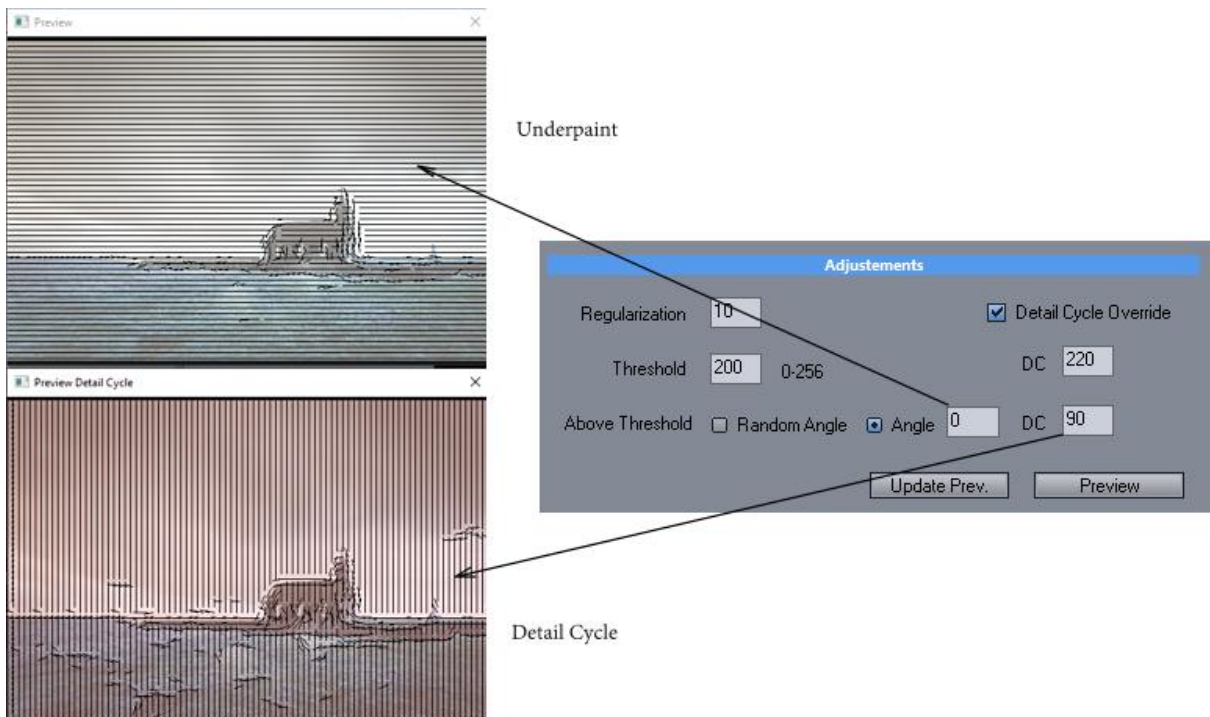 Preview
Underpaint
Adjustements
Regularization 10 Detail Cycle Override
Threshold 200 0-256 DC 220
Above Threshold Random Angle Angle 0 DC 90
Update Prev. Preview
Preview Detail Cycle
Detail Cycle